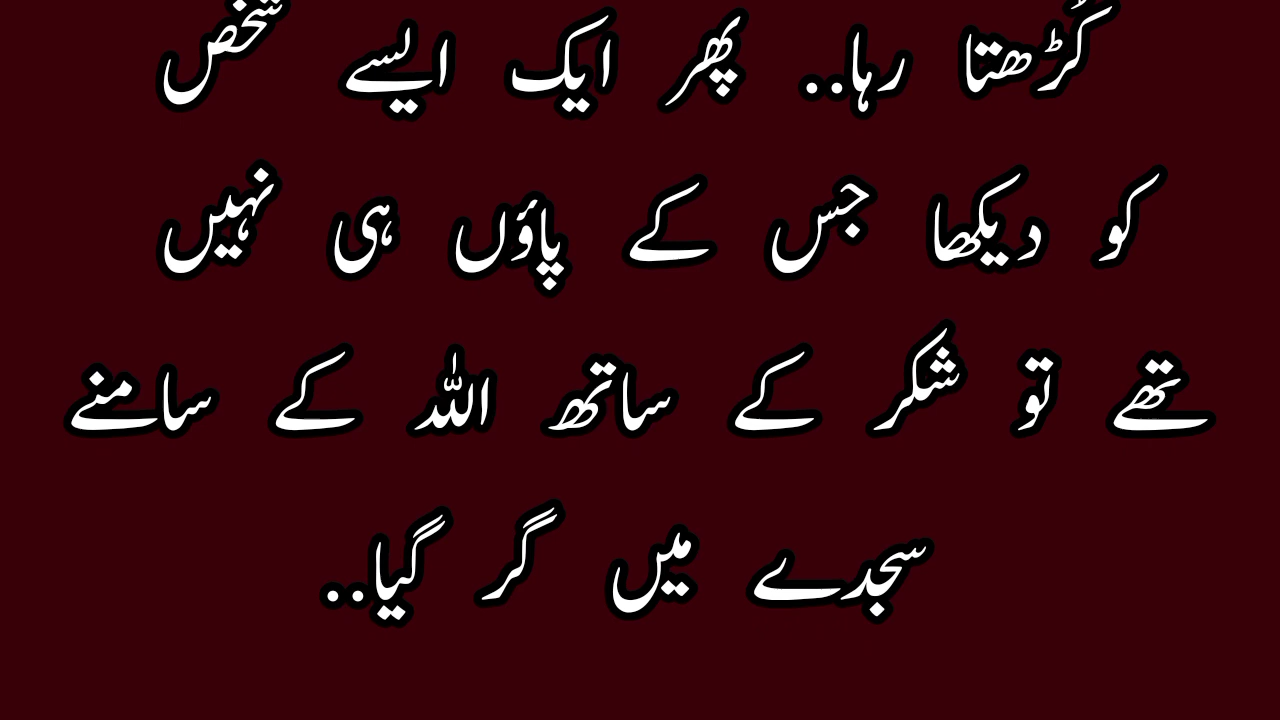 کُڑھتا رہا.. پھر ایک ایسے شخص
کو دیکھا جس کے پاؤں ہی نہیں
تھے تو شکر کے ساتھ اللہ کے سامنے
سجدے میں گر گیا..